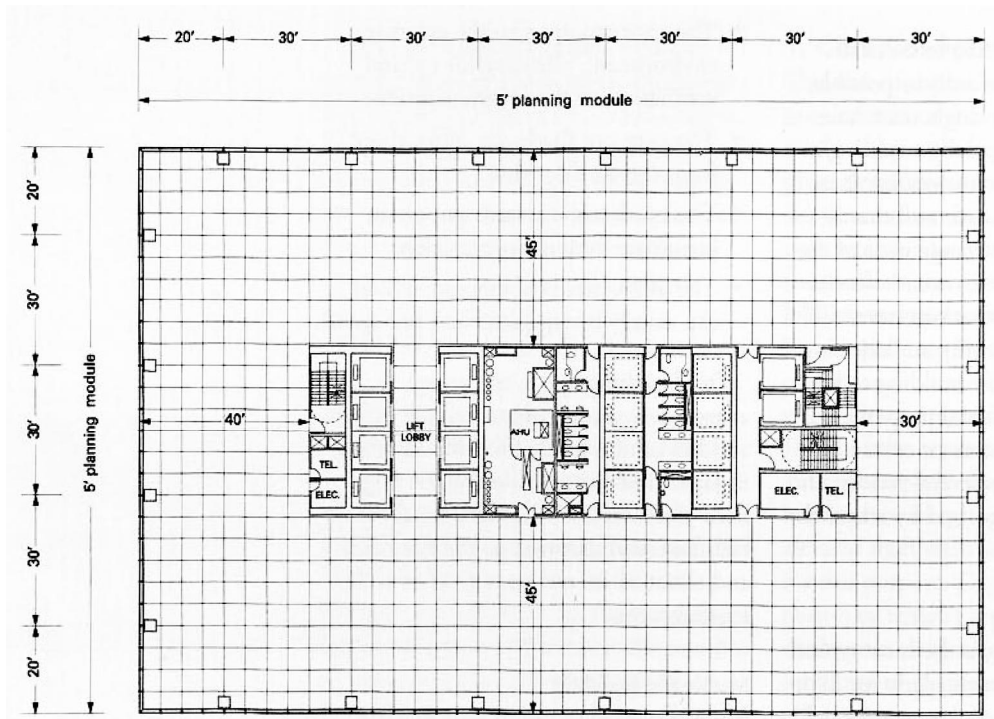 20' 30' 30' 30' 30' 30' 30'
5' planning module
20'
30'
30'
30'
20'
5' planning module
45'
40'
LIFT
LOBBY
AHU
TEL.
ELEC.
30'
ELEC. TEL.
45'